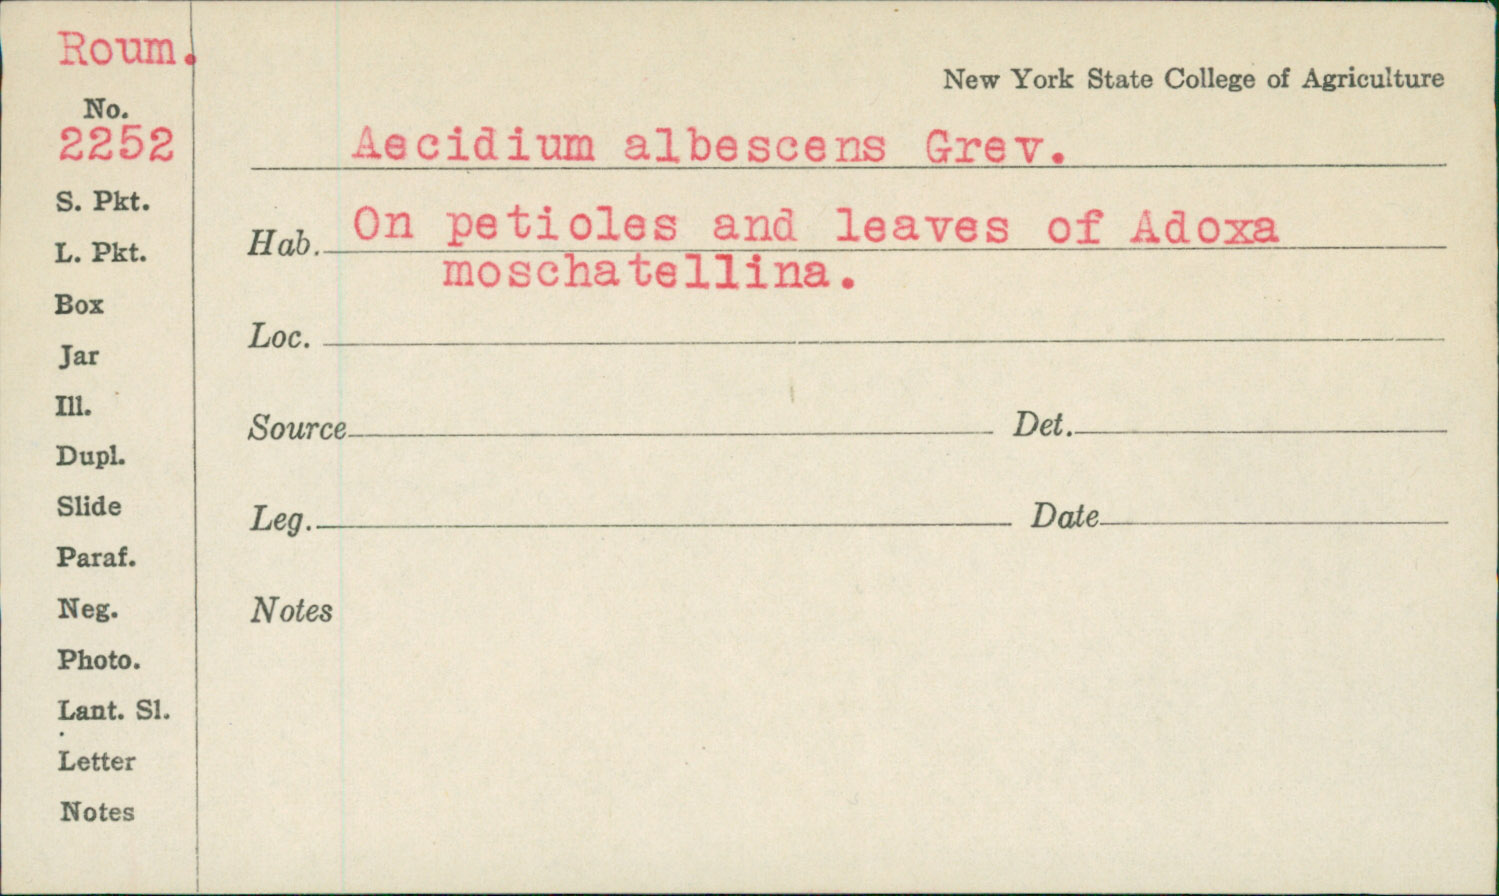 Roum.
No.
2252
S. Pkt.
L. Pkt.
Box
Jar
Ill.
Dupl.
Slide
Paraf.
Neg.
Photo.
Lant. Sl.
Letter
Notes
New York State College of Agriculture
Aecidium albescens Grev.
Hab. On petioles and leaves of Adoxa
moschatellina.
Loc.
Source Det.
Leg. Date
Notes